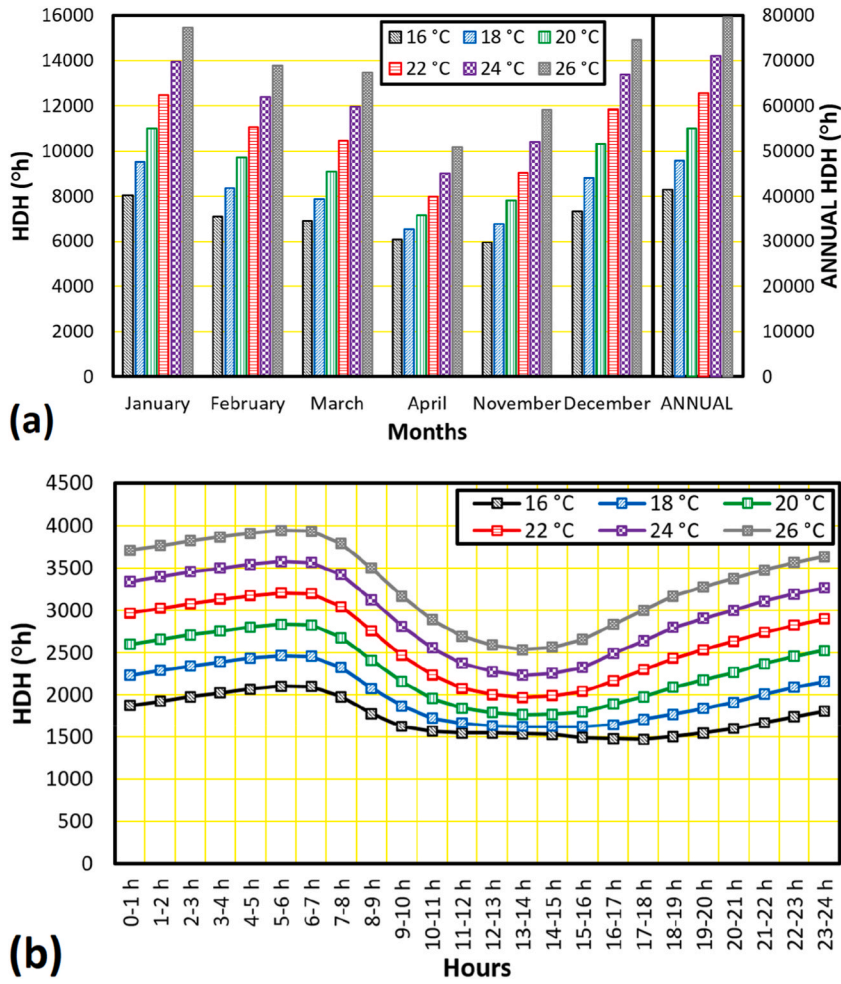 16000
14000
12000
10000
8000
6000
4000
2000
0
HDH (°h)
16 °C 18 °C 20 °C
22 °C 24 °C 26 °C
80000
70000
60000
50000
40000
30000
20000
10000
0
ANNUAL HDH (°h)
January February March April November December ANNUAL
Months
(a)
4500
4000
3500
3000
2500
2000
1500
1000
500
0
HDH (°h)
16 °C 18 °C 20 °C
22 °C 24 °C 26 °C
0-1 h
1-2 h
2-3 h
3-4 h
4-5 h
5-6 h
6-7 h
7-8 h
8-9 h
9-10 h
10-11 h
11-12 h
12-13 h
13-14 h
14-15 h
15-16 h
16-17 h
17-18 h
18-19 h
19-20 h
20-21 h
21-22 h
22-23 h
23-24 h
Hours
(b)